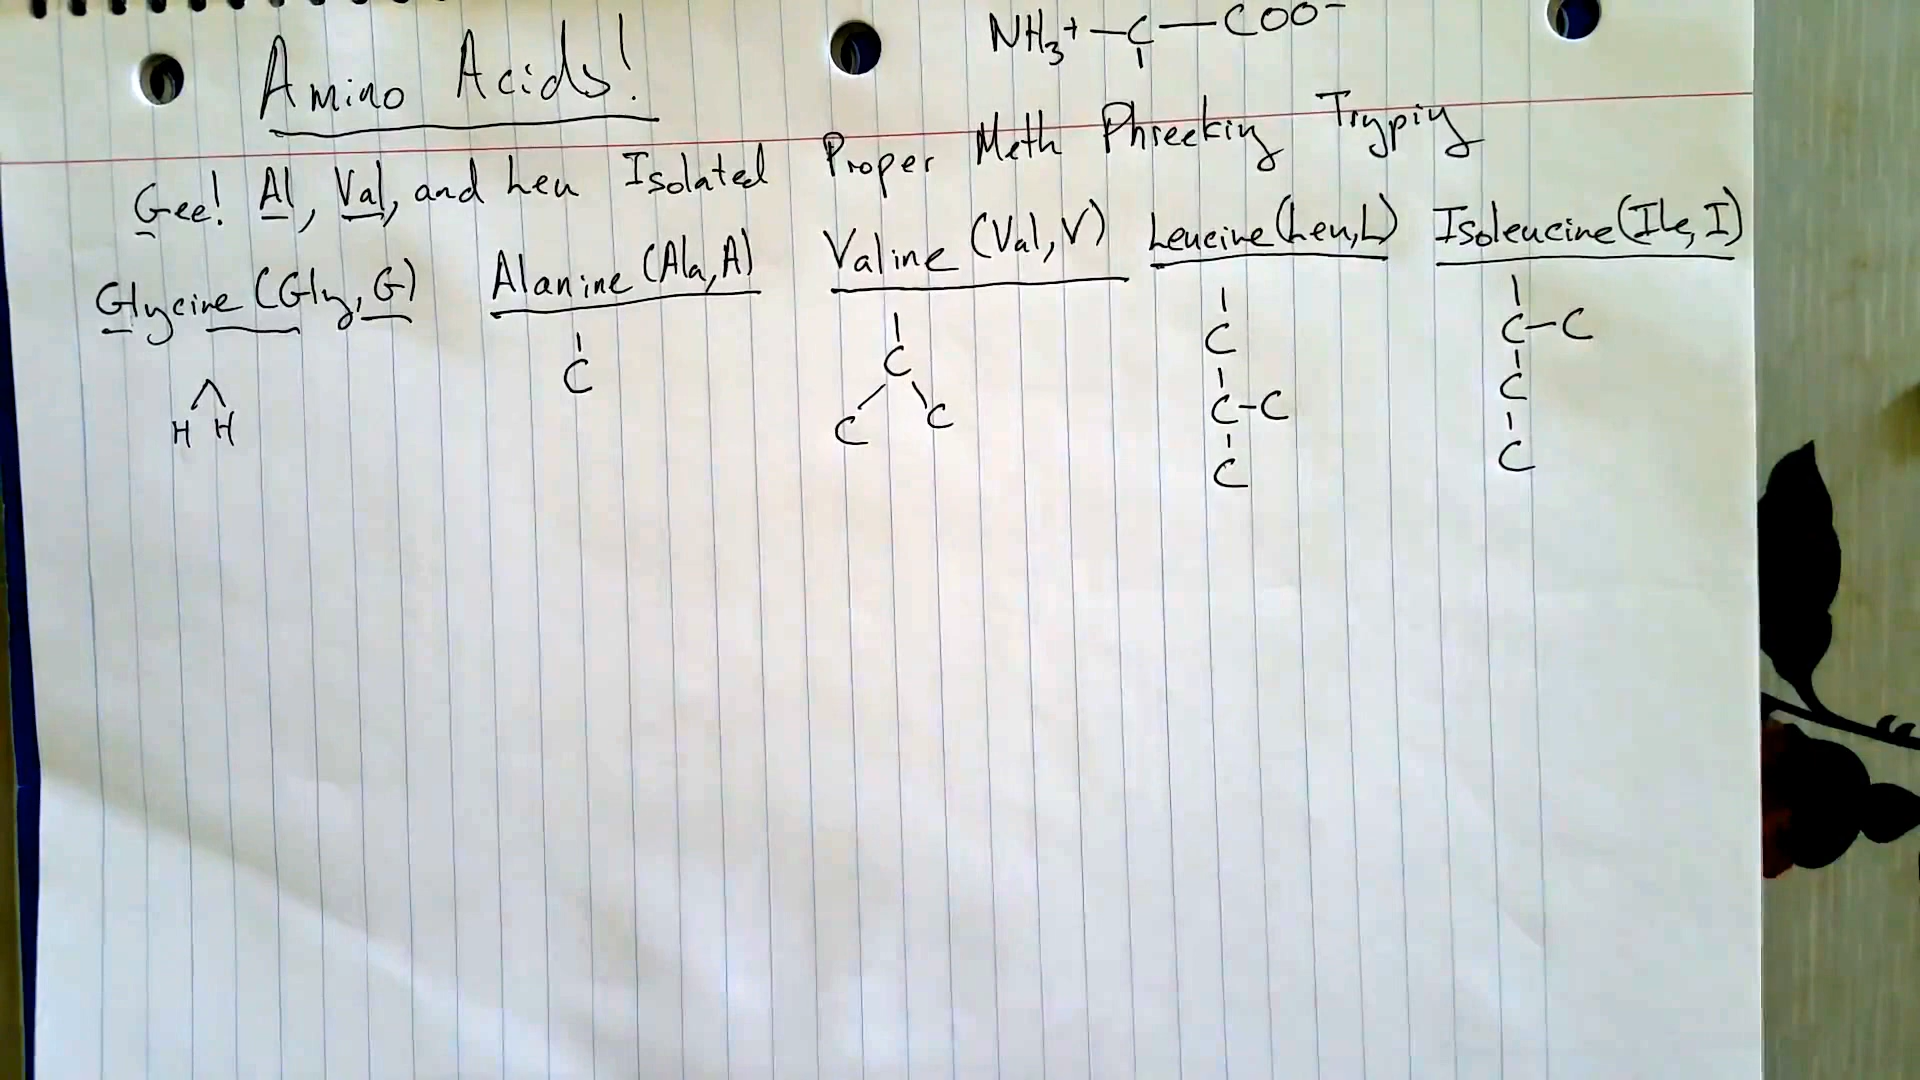 Amino Acids!
NH3+ — C — COO-
Gee! Al, Val, and Leu Isolated Proper Meth Phreeking Tryping
Glycine (Gly, G) Alanine (Ala, A) Valine (Val, V) Leucine (Leu, L) Isoleucine (Ile, I)
H H
C
C
C C
C
C-C
C
C-C
C
C